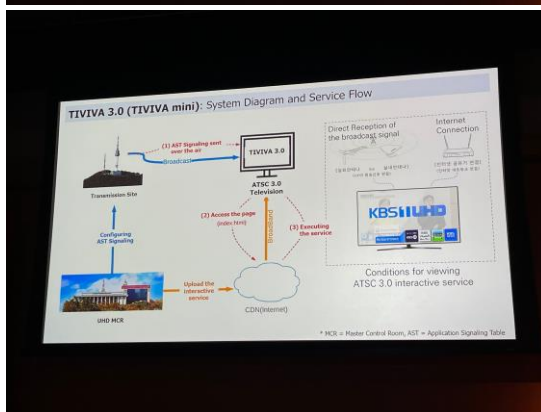 TIVIVA 3.0 (TIVIVA mini): System Diagram and Service Flow
(1) AST Signaling sent
over the air
Broadcast
TIVIVA 3.0
ATSC 3.0
Television
Transmission Site
Direct Reception of
the broadcast signal
Internet
Connection
(2) Access the page
(index.html)
BroadBand
(3) Executing
the service
KBS 1 UHD
Configuring
AST Signaling
Upload the
interactive
service
CDN(Internet)
UHD MCR
Conditions for viewing
ATSC 3.0 interactive service
* MCR = Master Control Room, AST = Application Signaling Table